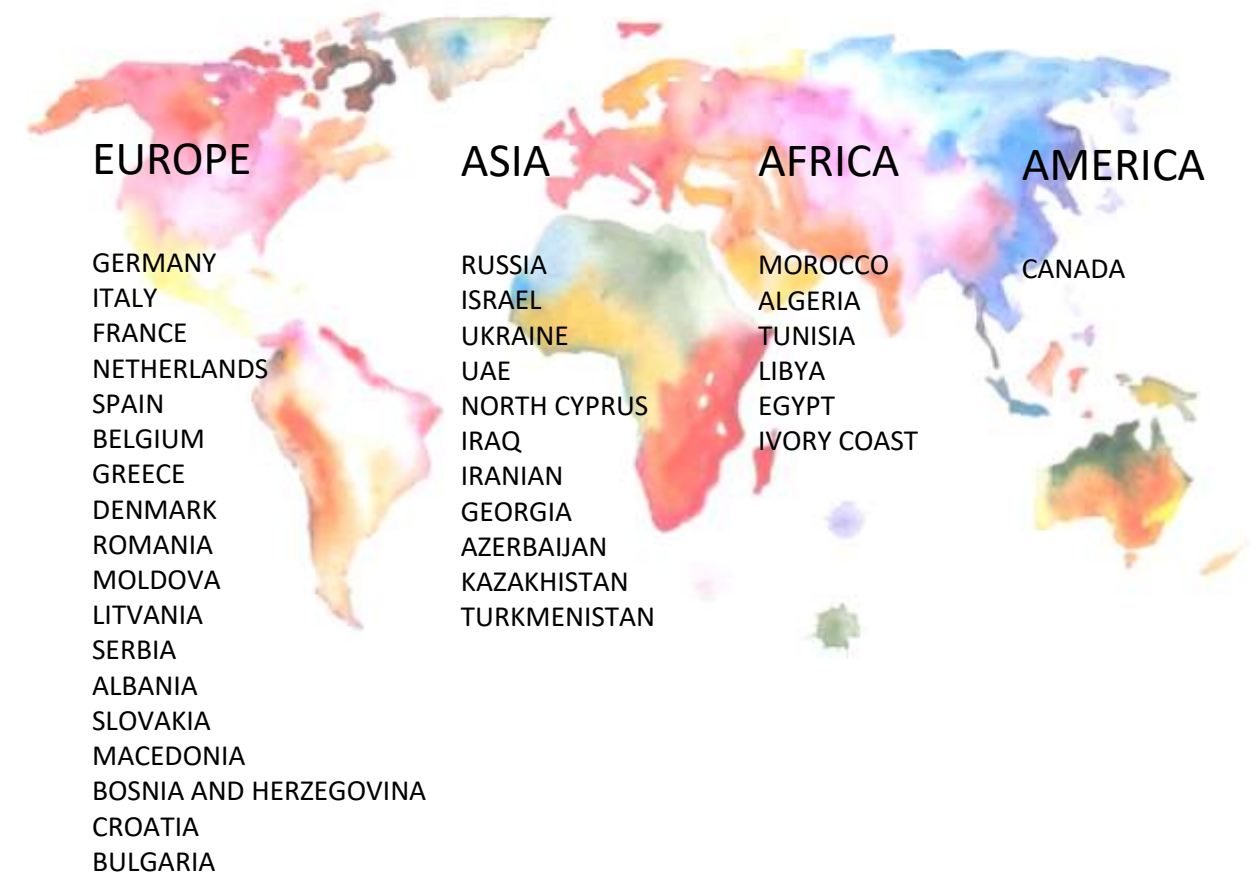 EUROPE
GERMANY
ITALY
FRANCE
NETHERLANDS
SPAIN
BELGIUM
GREECE
DENMARK
ROMANIA
MOLDOVA
LITVANIA
SERBIA
ALBANIA
SLOVAKIA
MACEDONIA
BOSNIA AND HERZEGOVINA
CROATIA
BULGARIA
ASIA
RUSSIA
ISRAEL
UKRAINE
UAE
NORTH CYPRUS
IRAQ
IRANIAN
GEORGIA
AZERBAIJAN
KAZAKHISTAN
TURKMENISTAN
AFRICA
MOROCCO
ALGERIA
TUNISIA
LIBYA
EGYPT
IVORY COAST
AMERICA
CANADA